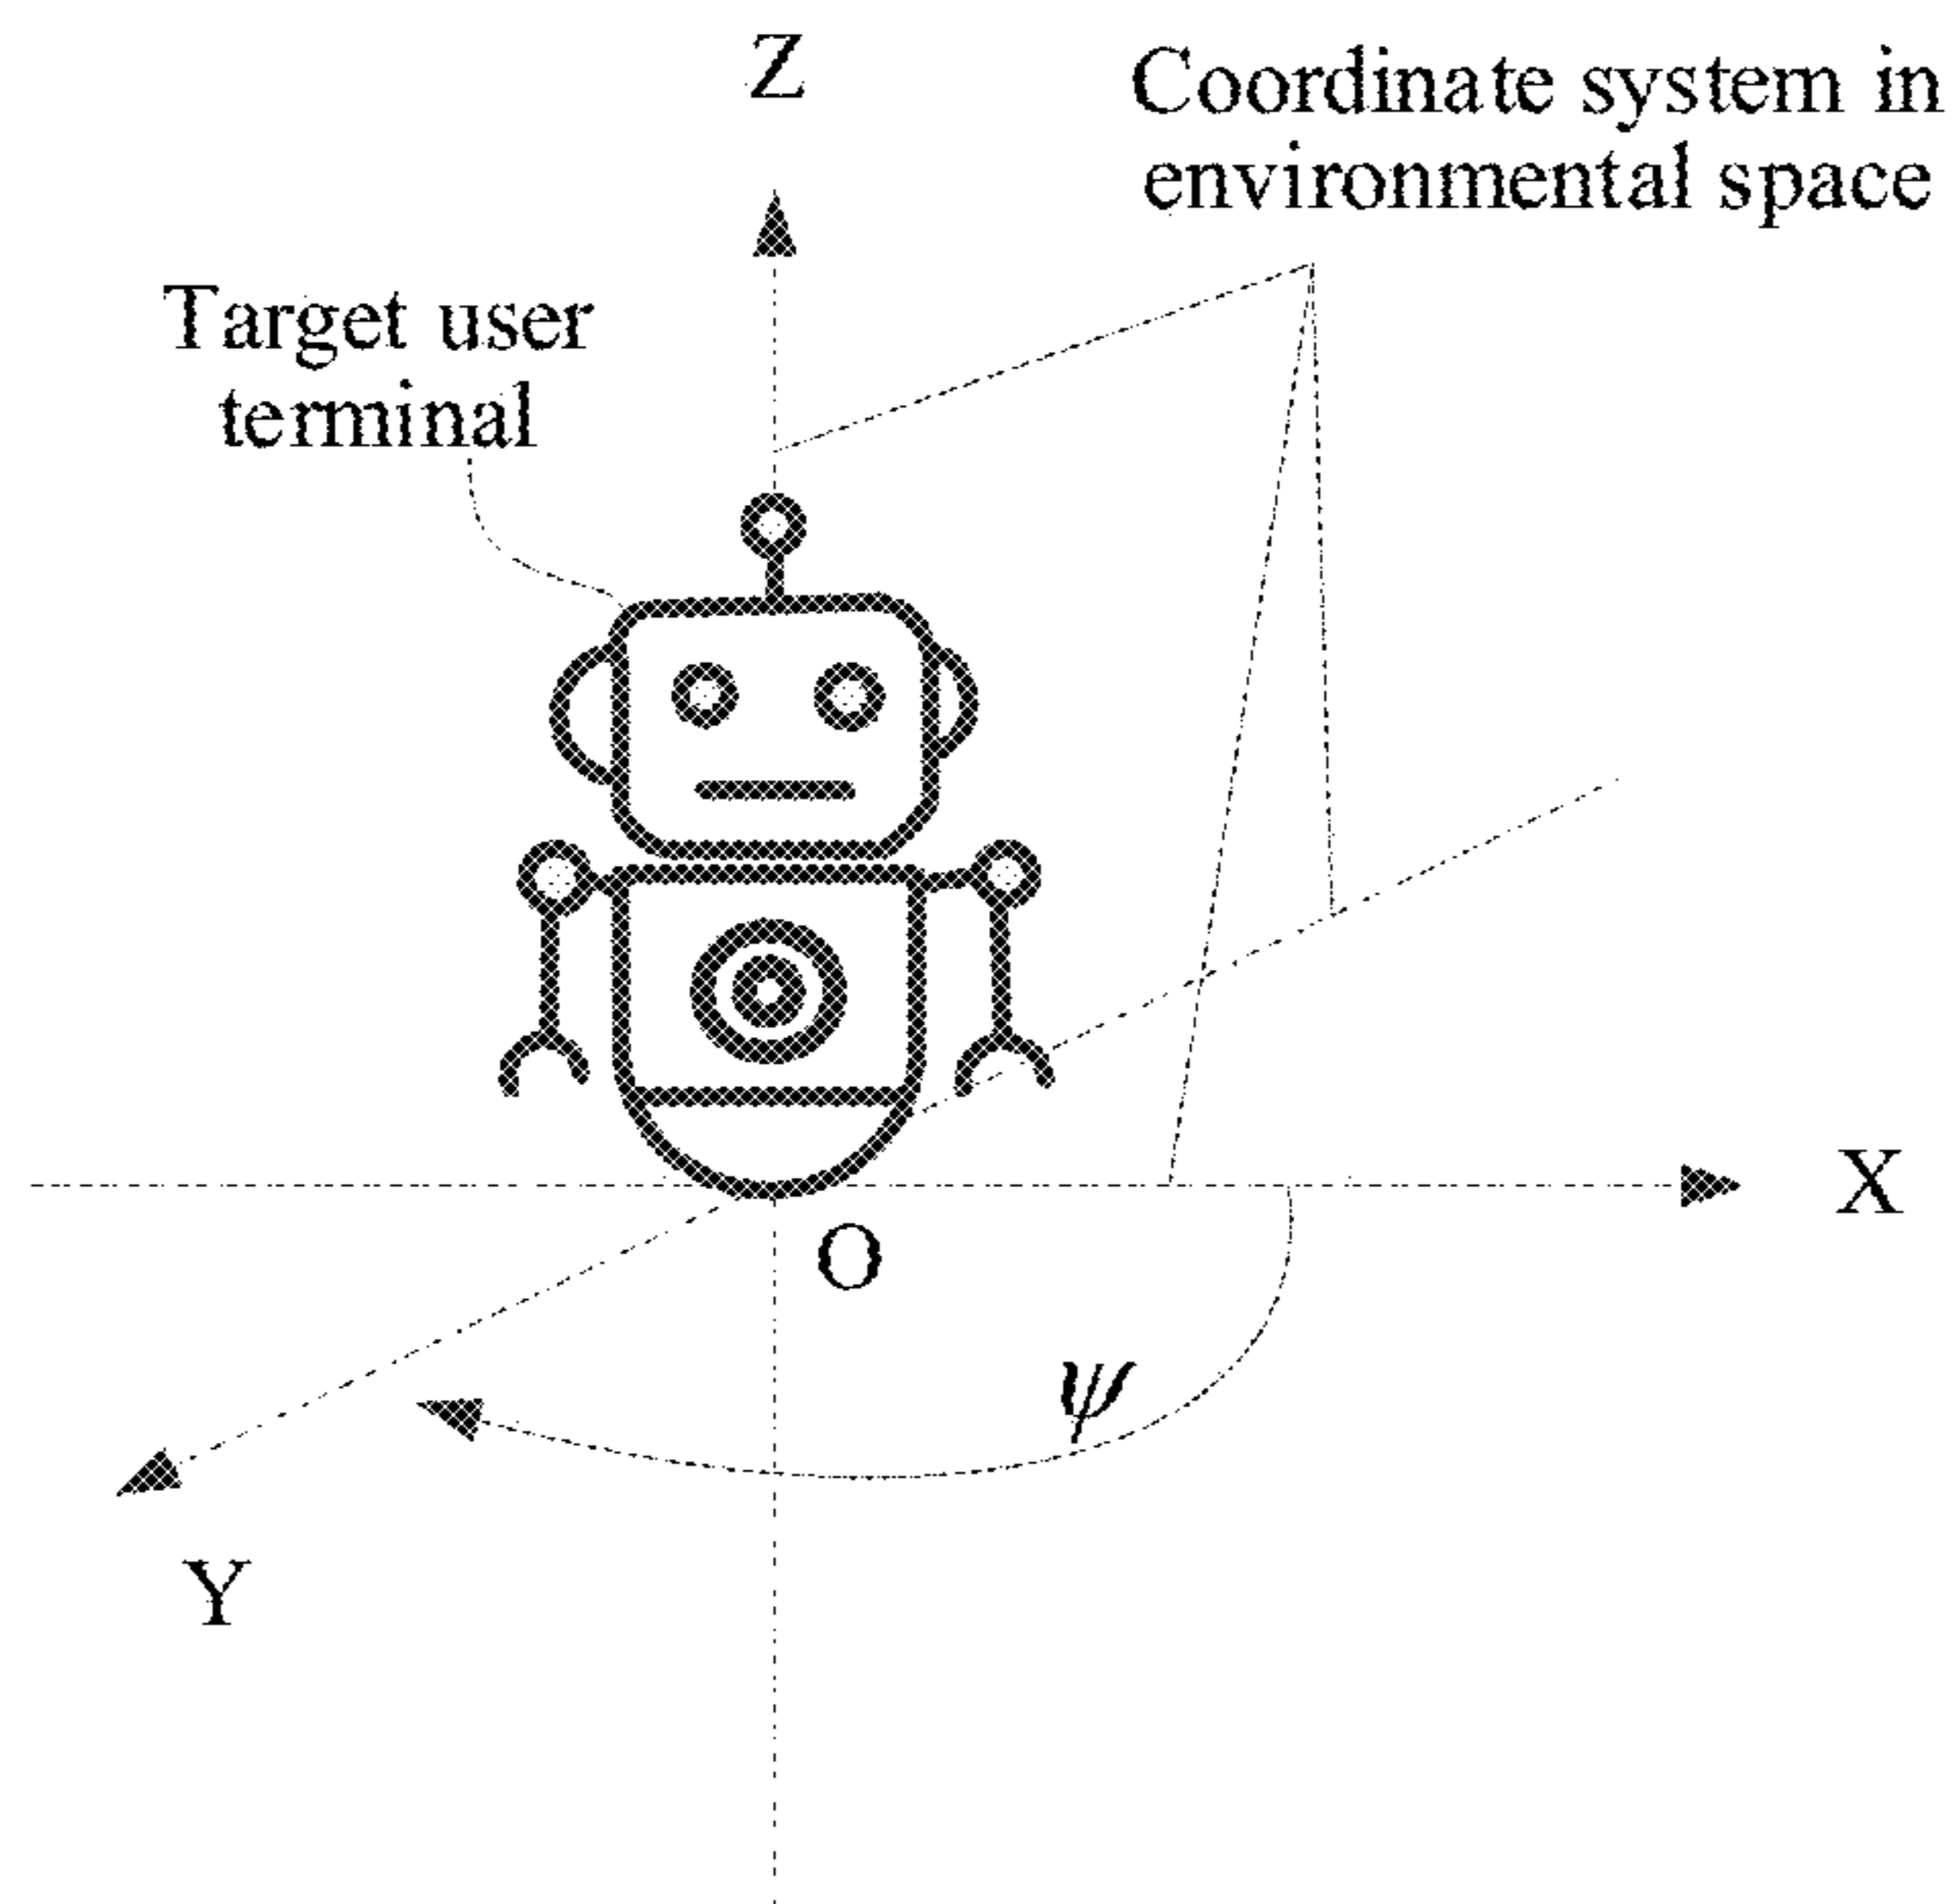 Z
Coordinate system in
environmental space
Target user
terminal
X
O
ψ
Y